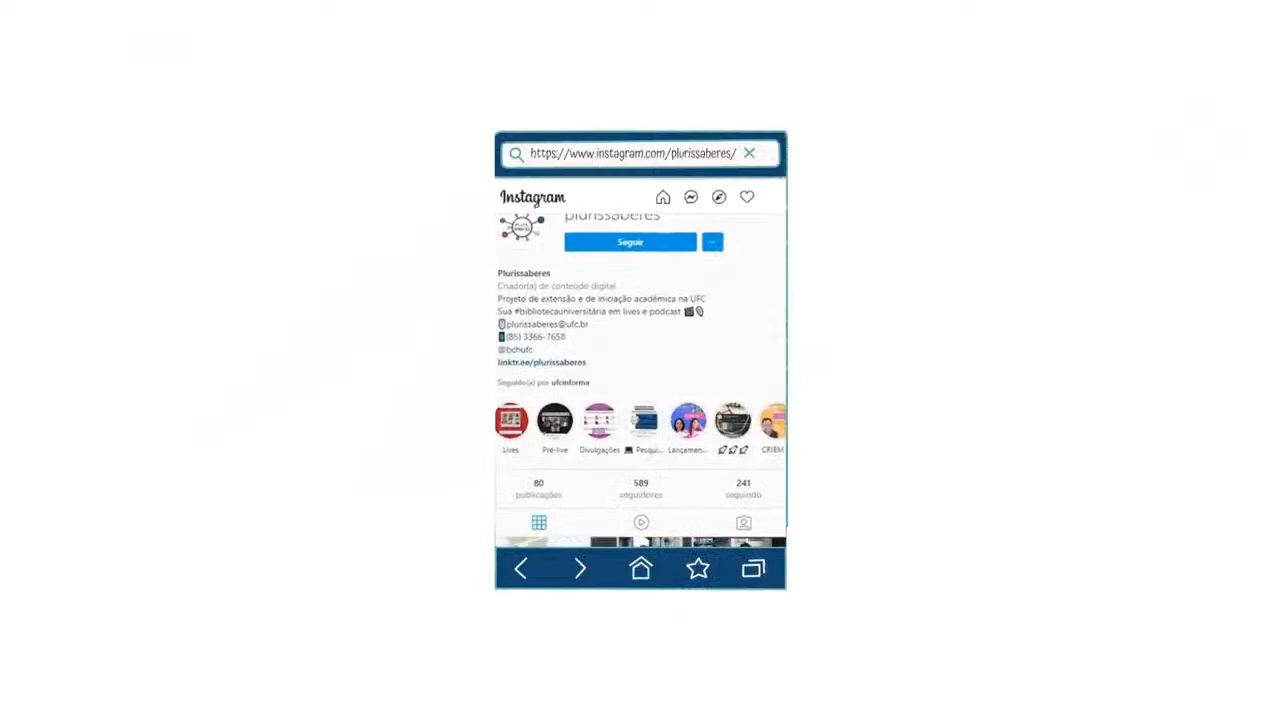 https://www.instagram.com/plurissaberes/
Instagram
plurissaberes
Seguir
Plurissaberes
Criador(a) de conteúdo digital
Projeto de extensão e de iniciação acadêmica na UFC
Sua #bibliotecauniversitária em lives e podcast
plurissaberes@ufc.br
(85) 3366-7658
@bchufc
linktr.ee/plurissaberes
Seguido(a) por ufcinforma
Lives Pré-live Divulgações Pesqui... Lançamen... CRIEM
80 589 241
publicações seguidores seguindo